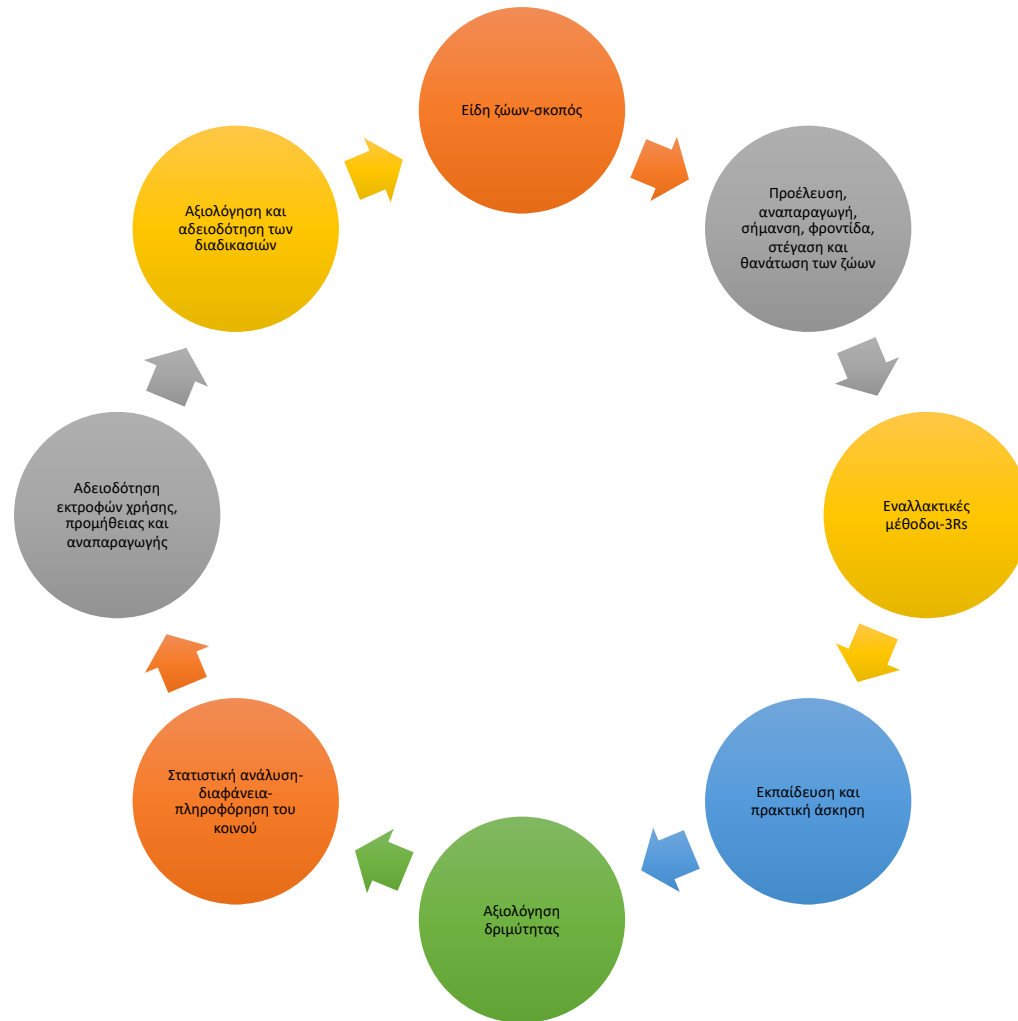 Είδη ζώων-σκοπός
Προέλευση,
αναπαραγωγή,
σήμανση, φροντίδα,
στέγαση και
θανάτωση των ζώων
Εναλλακτικές
μέθοδοι-3Rs
Εκπαίδευση και
πρακτική άσκηση
Αξιολόγηση
δριμύτητας
Στατιστική ανάλυση-
διαφάνεια-
πληροφόρηση του
κοινού
Αδειοδότηση
εκτροφών χρήσης,
προμήθειας και
αναπαραγωγής
Αξιολόγηση και
αδειοδότηση των
διαδικασιών